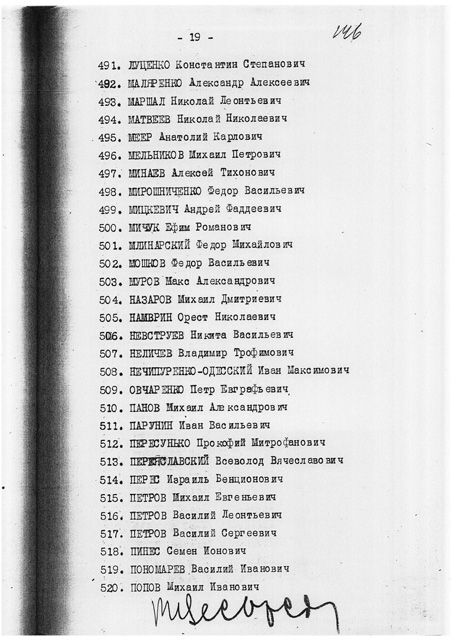 - 19 -
146
491. ЛУЦЕНКО Константин Степанович
492. МАЛЯРЕНКО Александр Алексеевич
493. МАРШАЛ Николай Леонтьевич
494. МАТВЕЕВ Николай Николаевич
495. МЕЕР Анатолий Карлович
496. МЕЛЬНИКОВ Михаил Петрович
497. МИНАЕВ Алексей Тихонович
498. МИРОШНИЧЕНКО Федор Васильевич
499. МИЦКЕВИЧ Андрей Фаддеевич
500. МИЧУК Ефим Романович
501. МЛИНАРСКИЙ Федор Михайлович
502. МОШКОВ Федор Васильевич
503. МУРОВ Макс Александрович
504. НАЗАРОВ Михаил Дмитриевич
505. НАМВРИН Орест Николаевич
506. НЕВСТРУЕВ Никита Васильевич
507. НЕЛИЧЕВ Владимир Трофимович
508. НЕЧИПУРЕНКО-ОДЕССКИЙ Иван Максимович
509. ОВЧАРЕНКО Петр Евграфьевич
510. ПАНОВ Михаил Александрович
511. ПАРУНИН Иван Васильевич
512. ПЕРЕСУНЬКО Прокофий Митрофанович
513. ПЕРЕЯСЛАВСКИЙ Всеволод Вячеславович
514. ПЕРНС Израиль Бенционович
515. ПЕТРОВ Михаил Евгеньевич
516. ПЕТРОВ Василий Леонтьевич
517. ПЕТРОВ Василий Сергеевич
518. ПИНЕС Семен Ионович
519. ПОНОМАРЕВ Василий Иванович
520. ПОПОВ Михаил Иванович